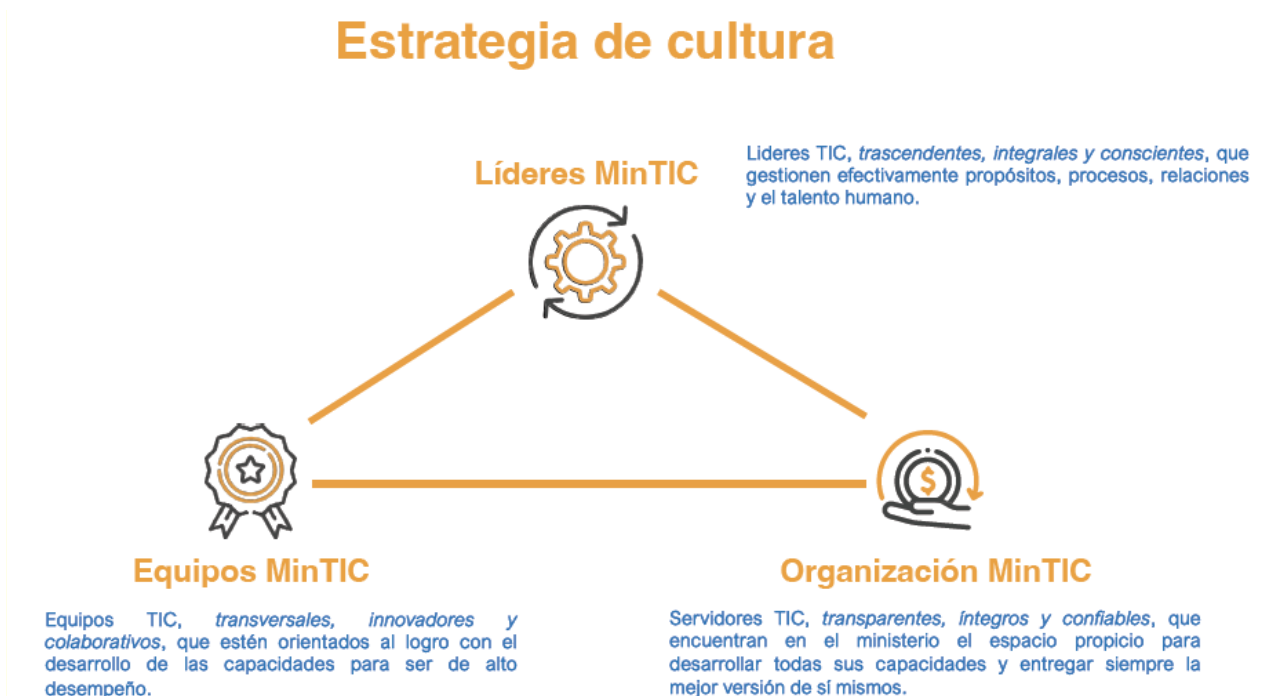 Estrategia de cultura
Líderes MinTIC
Lideres TIC, trascendentes, integrales y conscientes, que
gestionen efectivamente propósitos, procesos, relaciones
y el talento humano.
$
Equipos MinTIC
Equipos TIC, transversales, innovadores y
colaborativos, que estén orientados al logro con el
desarrollo de las capacidades para ser de alto
desempeño.
Organización MinTIC
Servidores TIC, transparentes, íntegros y confiables, que
encuentran en el ministerio el espacio propicio para
desarrollar todas sus capacidades y entregar siempre la
mejor versión de sí mismos.